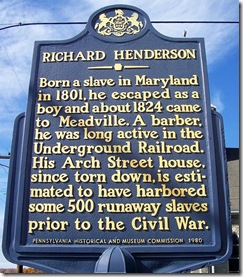 RICHARD HENDERSON
Born a slave in Maryland
in 1801, he escaped as a
boy and about 1824 came
to Meadville. A barber,
he was long active in the
Underground Railroad.
His Arch Street house,
since torn down, is esti-
mated to have harbored
some 500 runaway slaves
prior to the Civil War.
PENNSYLVANIA HISTORICAL AND MUSEUM COMMISSION 1980